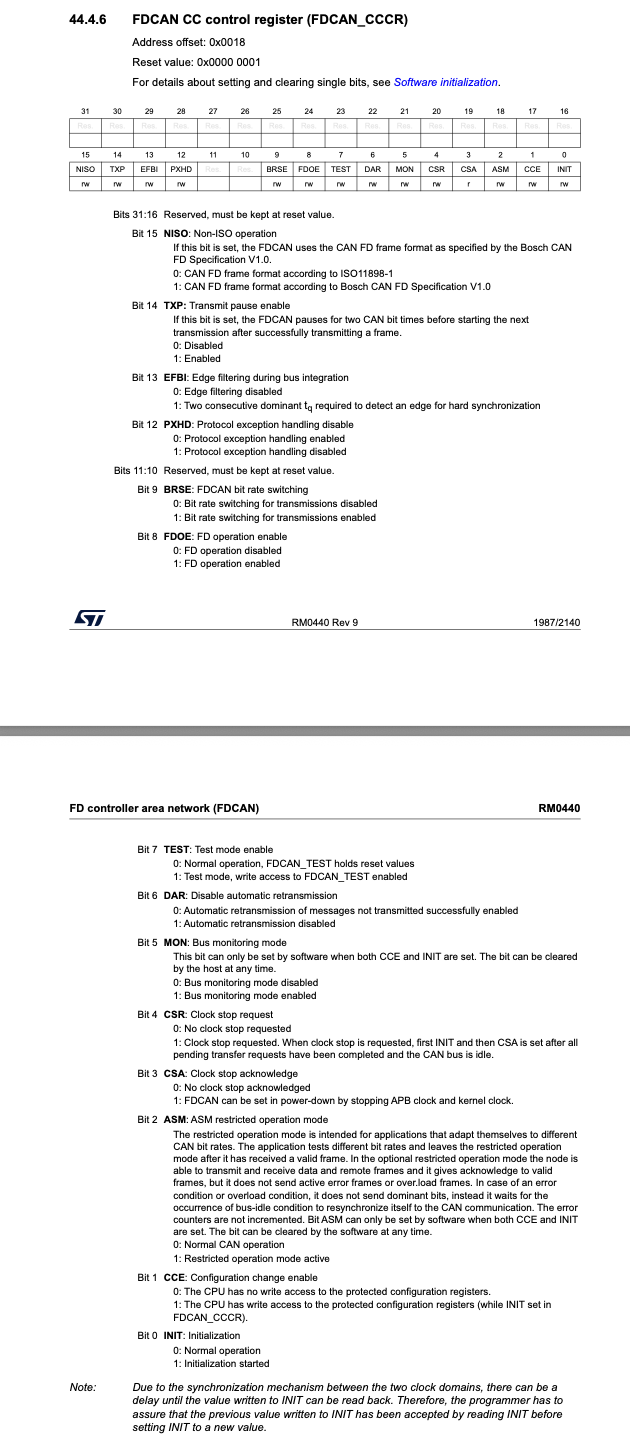 44.4.6 FDCAN CC control register (FDCAN_CCCR)
Address offset: 0x0018
Reset value: 0x0000 0001
For details about setting and clearing single bits, see Software initialization.
31 30 29 28 27 26 25 24 23 22 21 20 19 18 17 16
Res. Res. Res. Res. Res. Res. Res. Res. Res. Res. Res. Res. Res. Res. Res. Res.
15 14 13 12 11 10 9 8 7 6 5 4 3 2 1 0
NISO TXP EFBI PXHD Res. Res. BRSE FDOE TEST DAR MON CSR CSA ASM CCE INIT
rw rw rw rw rw rw rw rw rw rw r rw rw rw
Bits 31:16 Reserved, must be kept at reset value.
Bit 15 NISO: Non-ISO operation
If this bit is set, the FDCAN uses the CAN FD frame format as specified by the Bosch CAN
FD Specification V1.0.
0: CAN FD frame format according to ISO11898-1
1: CAN FD frame format according to Bosch CAN FD Specification V1.0
Bit 14 TXP: Transmit pause enable
If this bit is set, the FDCAN pauses for two CAN bit times before starting the next
transmission after successfully transmitting a frame.
0: Disabled
1: Enabled
Bit 13 EFBI: Edge filtering during bus integration
0: Edge filtering disabled
1: Two consecutive dominant tq required to detect an edge for hard synchronization
Bit 12 PXHD: Protocol exception handling disable
0: Protocol exception handling enabled
1: Protocol exception handling disabled
Bits 11:10 Reserved, must be kept at reset value.
Bit 9 BRSE: FDCAN bit rate switching
0: Bit rate switching for transmissions disabled
1: Bit rate switching for transmissions enabled
Bit 8 FDOE: FD operation enable
0: FD operation disabled
1: FD operation enabled
ST RM0440 Rev 9 1987/2140
FD controller area network (FDCAN) RM0440
Bit 7 TEST: Test mode enable
0: Normal operation, FDCAN_TEST holds reset values
1: Test mode, write access to FDCAN_TEST enabled
Bit 6 DAR: Disable automatic retransmission
0: Automatic retransmission of messages not transmitted successfully enabled
1: Automatic retransmission disabled
Bit 5 MON: Bus monitoring mode
This bit can only be set by software when both CCE and INIT are set. The bit can be cleared
by the host at any time.
0: Bus monitoring mode disabled
1: Bus monitoring mode enabled
Bit 4 CSR: Clock stop request
0: No clock stop requested
1: Clock stop requested. When clock stop is requested, first INIT and then CSA is set after all
pending transfer requests have been completed and the CAN bus is idle.
Bit 3 CSA: Clock stop acknowledge
0: No clock stop acknowledged
1: FDCAN can be set in power-down by stopping APB clock and kernel clock.
Bit 2 ASM: ASM restricted operation mode
The restricted operation mode is intended for applications that adapt themselves to different
CAN bit rates. The application tests different bit rates and leaves the restricted operation
mode after it has received a valid frame. In the optional restricted operation mode the node is
able to transmit and receive data and remote frames and it gives acknowledge to valid
frames, but it does not send active error frames or over.load frames. In case of an error
condition or overload condition, it does not send dominant bits, instead it waits for the
occurrence of bus-idle condition to resynchronize itself to the CAN communication. The error
counters are not incremented. Bit ASM can only be set by software when both CCE and INIT
are set. The bit can be cleared by the software at any time.
0: Normal CAN operation
1: Restricted operation mode active
Bit 1 CCE: Configuration change enable
0: The CPU has no write access to the protected configuration registers.
1: The CPU has write access to the protected configuration registers (while INIT set in
FDCAN_CCCR).
Bit 0 INIT: Initialization
0: Normal operation
1: Initialization started
Note: Due to the synchronization mechanism between the two clock domains, there can be a
delay until the value written to INIT can be read back. Therefore, the programmer has to
assure that the previous value written to INIT has been accepted by reading INIT before
setting INIT to a new value.